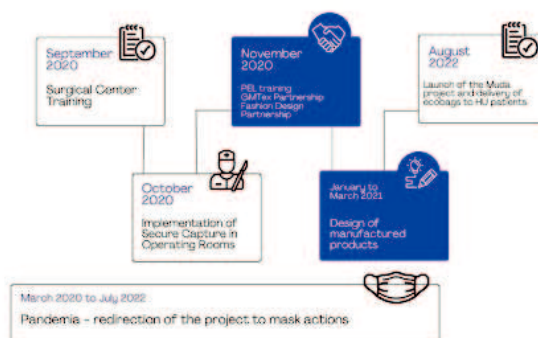 September
2020
Surgical Center
Training
November
2020
PEL training
GIMTex Partnership
Fashion Design
Partnership
August
2022
Launch of the Muda
project and delivery of
ecobags to HU patients
October
2020
Implementation of
Secure Capture in
Operating Rooms
January to
March 2021
Design of
manufactured
products
March 2020 to July 2022
Pandemia - redirection of the project to mask actions